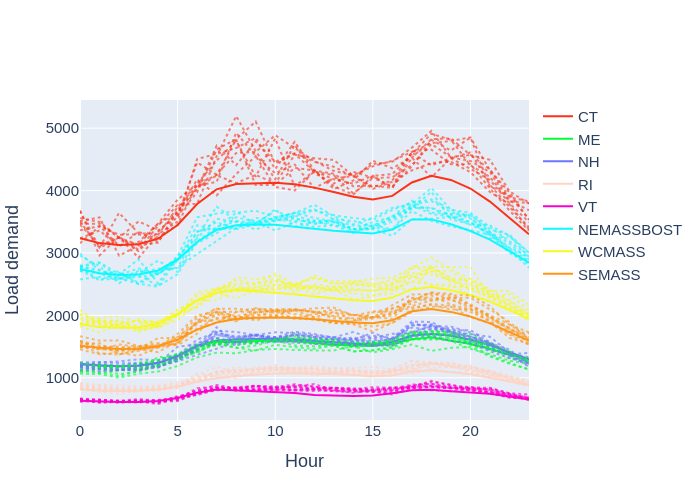 5000
4000
3000
2000
1000
0
5
10
15
20
Hour
Load demand
CT
ME
NH
RI
VT
NEMASSBOST
WCMASS
SEMASS